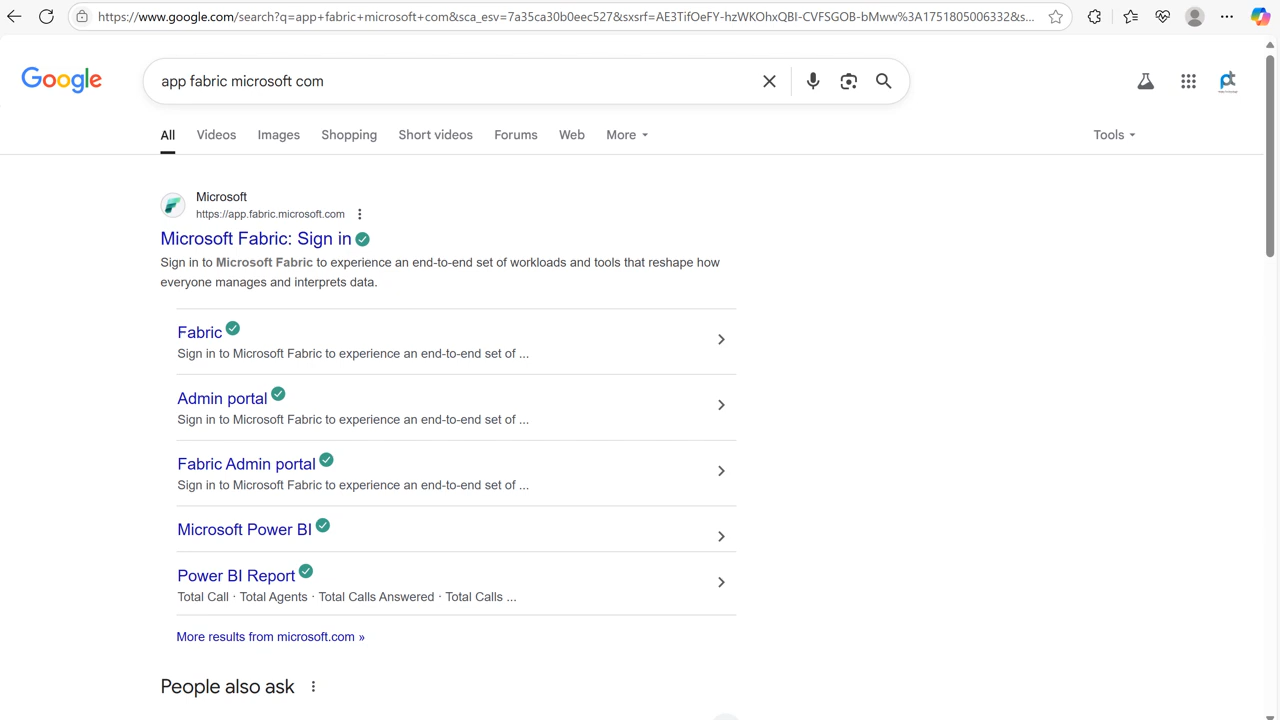 https://www.google.com/search?q=app+fabric+microsoft+com&sca_esv=7a35ca30b0eec527&sxsrf=AE3TifOeFY-hzWKOhxQBI-CVFSGOB-bMww%3A1751805006332&s...
Google
app fabric microsoft com
All Videos Images Shopping Short videos Forums Web More Tools
Microsoft
https://app.fabric.microsoft.com
Microsoft Fabric: Sign in
Sign in to Microsoft Fabric to experience an end-to-end set of workloads and tools that reshape how
everyone manages and interprets data.
Fabric
Sign in to Microsoft Fabric to experience an end-to-end set of ...
Admin portal
Sign in to Microsoft Fabric to experience an end-to-end set of ...
Fabric Admin portal
Sign in to Microsoft Fabric to experience an end-to-end set of ...
Microsoft Power BI
Power BI Report
Total Call · Total Agents · Total Calls Answered · Total Calls ...
More results from microsoft.com »
People also ask